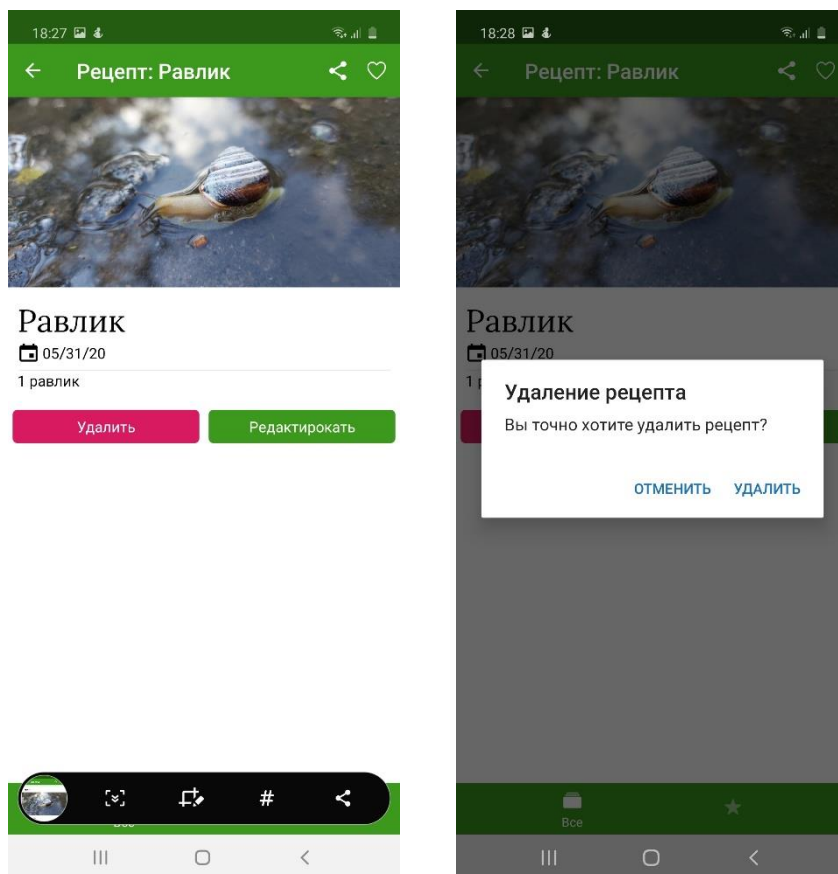 18:27
Рецепт: Равлик
Равлик
05/31/20
1 равлик
Удалить
Редактирокать
#
18:28
Рецепт: Равлик
Равлик
05/31/20
1
Удаление рецепта
Вы точно хотите удалить рецепт?
ОТМЕНИТЬ УДАЛИТЬ
Все